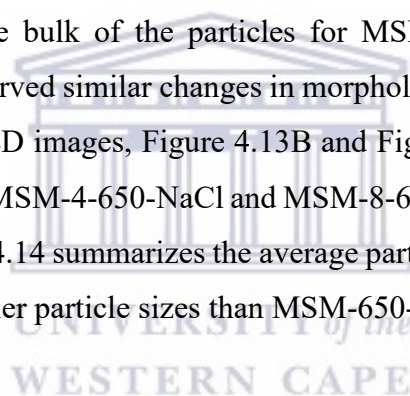 e bulk of the particles for MSM
rved similar changes in morphol
D images, Figure 4.13B and Fig
MSM-4-650-NaCl and MSM-8-6
4.14 summarizes the average part
er particle sizes than MSM-650-
UNIVERSITY of the
WESTERN CAPE